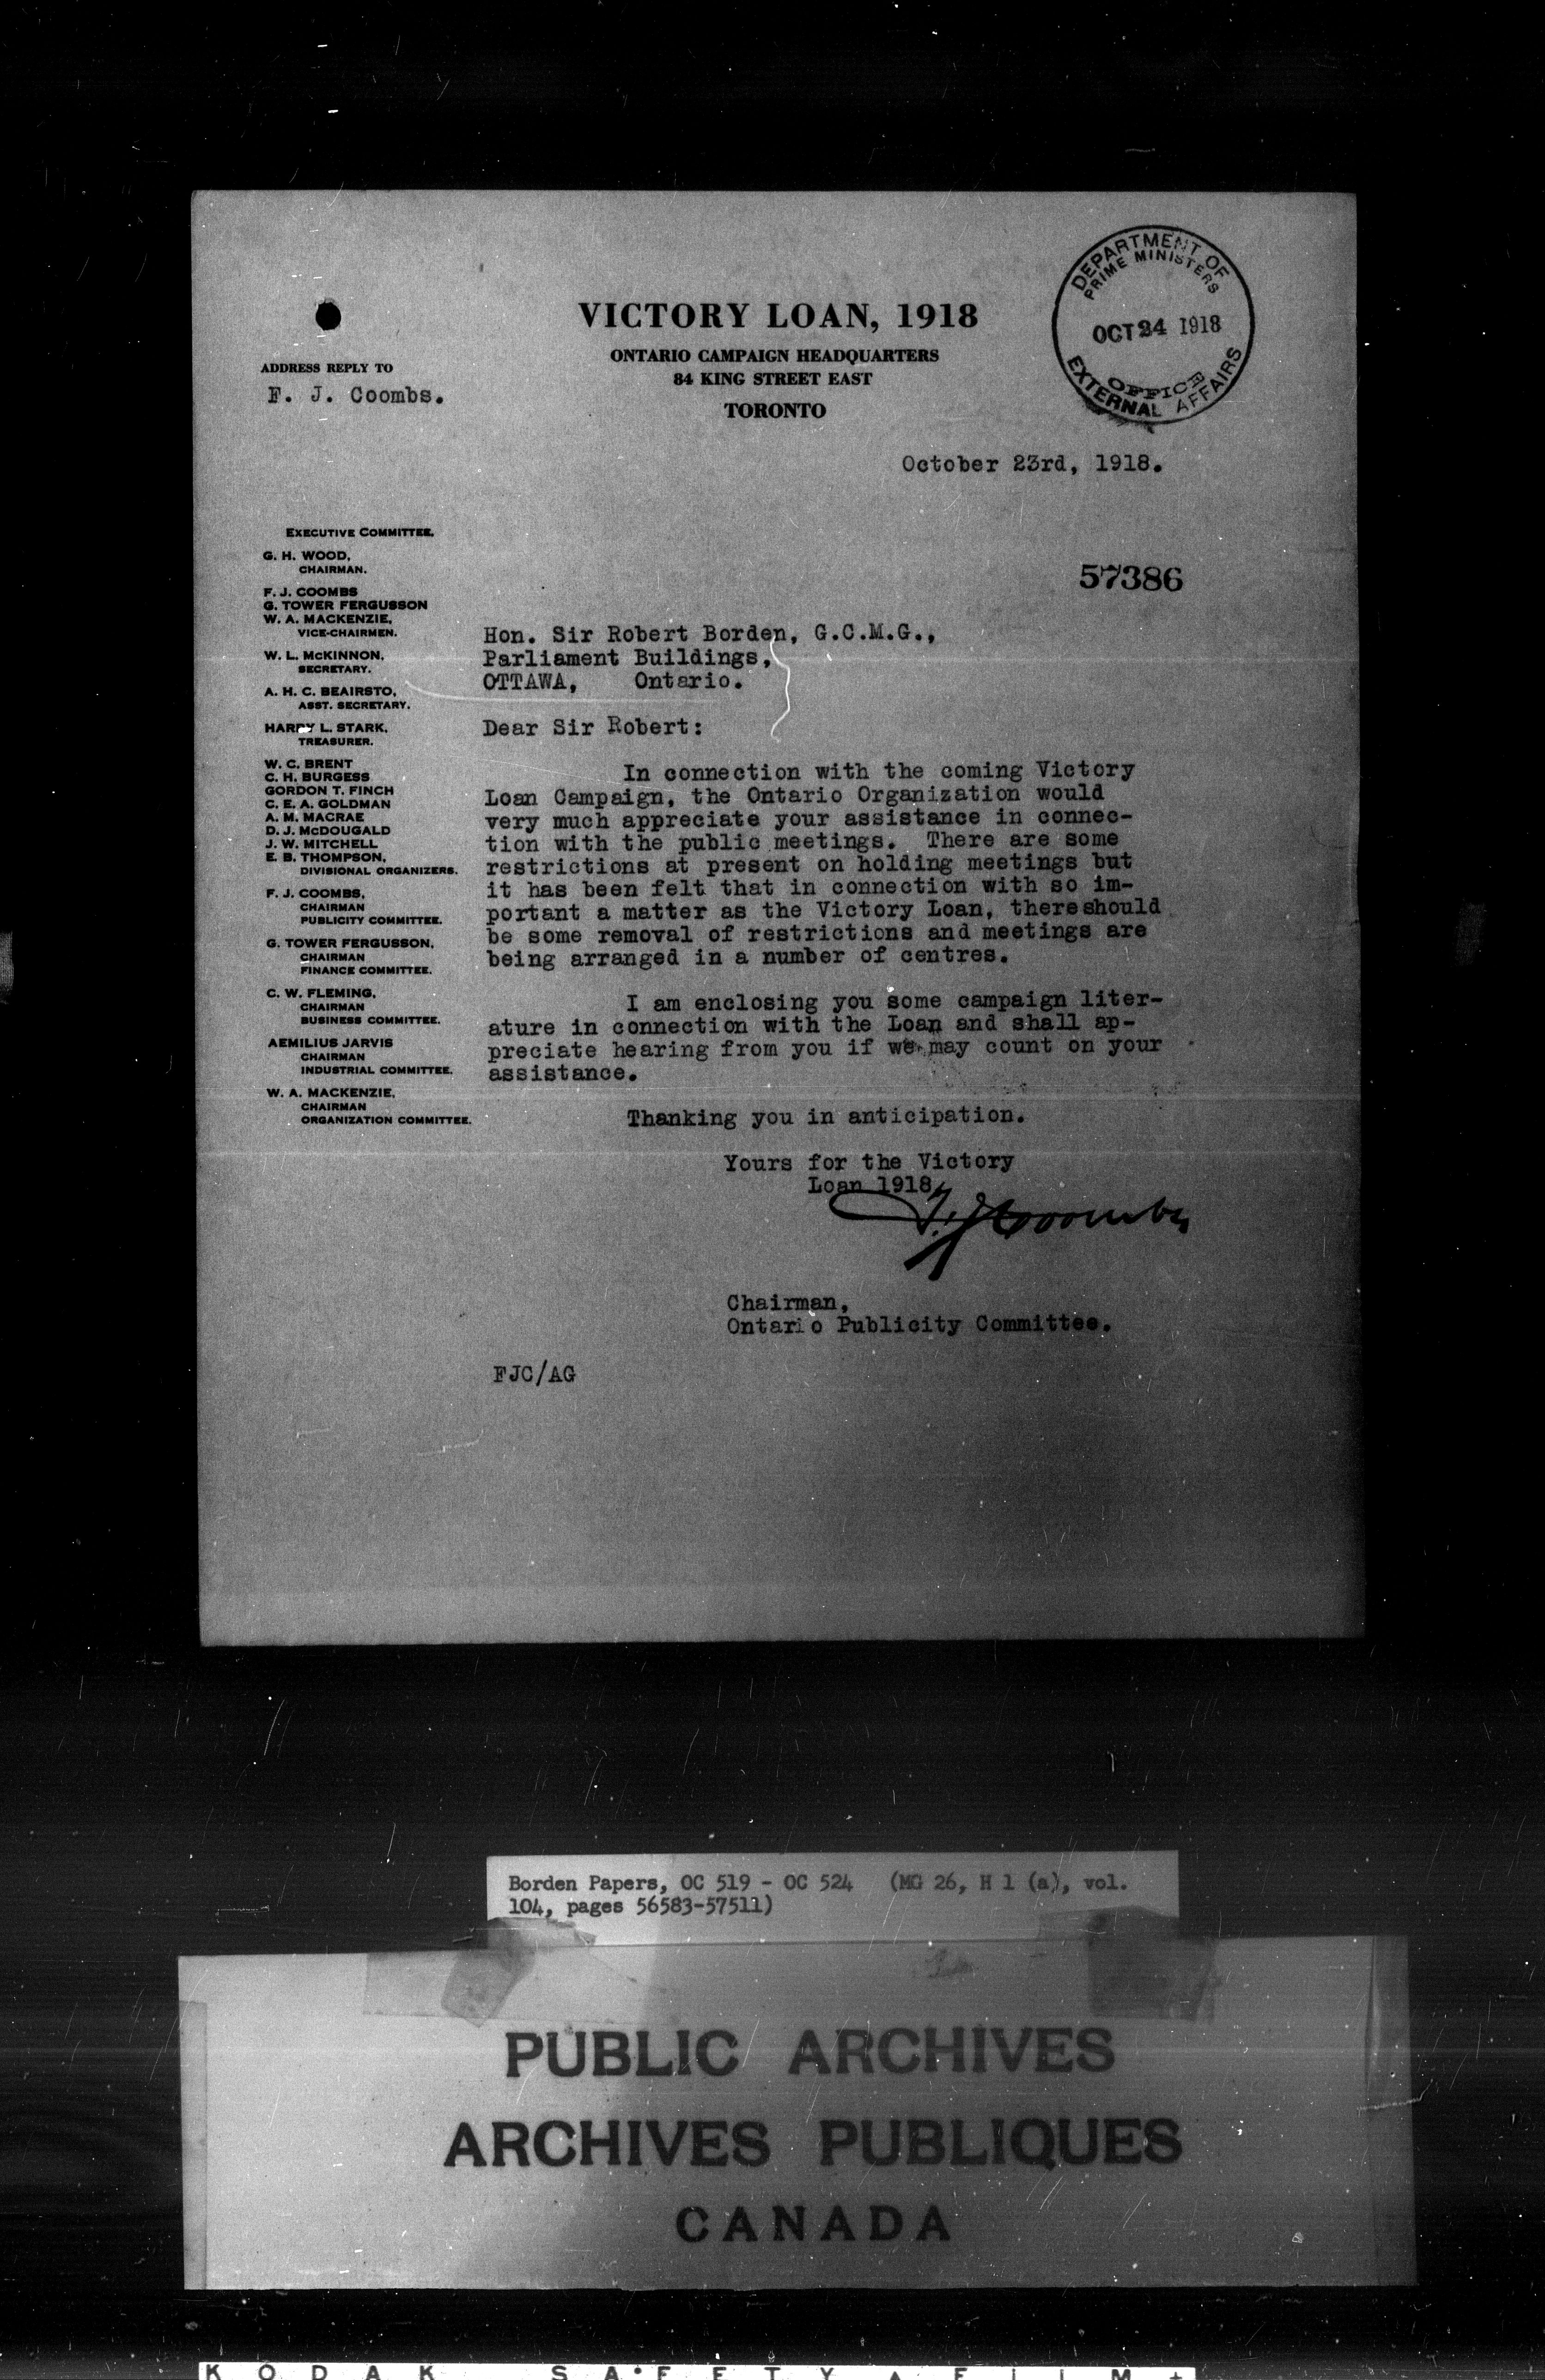 DEPARTMENT OF
PRIME MINISTERS
OCT 24 1918
OFFICE
EXTERNAL AFFAIRS
VICTORY LOAN, 1918
ONTARIO CAMPAIGN HEADQUARTERS
84 KING STREET EAST
TORONTO
ADDRESS REPLY TO
F. J. Coombs.
October 23rd, 1918.
57386
EXECUTIVE COMMITTEE.
G. H. WOOD,
CHAIRMAN.
F. J. COOMBS
G. TOWER FERGUSSON
W. A. MACKENZIE,
VICE-CHAIRMEN.
W. L. McKINNON,
SECRETARY.
A. H. C. BEAIRSTO,
ASST. SECRETARY.
HARRY L. STARK,
TREASURER.
W. C. BRENT
C. H. BURGESS
GORDON T. FINCH
C. E. A. GOLDMAN
A. M. MACRAE
D. J. McDOUGALD
J. W. MITCHELL
E. B. THOMPSON,
DIVISIONAL ORGANIZERS.
F. J. COOMBS,
CHAIRMAN
PUBLICITY COMMITTEE.
G. TOWER FERGUSSON,
CHAIRMAN
FINANCE COMMITTEE.
C. W. FLEMING,
CHAIRMAN
BUSINESS COMMITTEE.
AEMILIUS JARVIS
CHAIRMAN
INDUSTRIAL COMMITTEE.
W. A. MACKENZIE,
CHAIRMAN
ORGANIZATION COMMITTEE.
Hon. Sir Robert Borden, G.C.M.G.,
Parliament Buildings,
OTTAWA, Ontario.
Dear Sir Robert:
In connection with the coming Victory
Loan Campaign, the Ontario Organization would
very much appreciate your assistance in connec-
tion with the public meetings. There are some
restrictions at present on holding meetings but
it has been felt that in connection with so im-
portant a matter as the Victory Loan, thereshould
be some removal of restrictions and meetings are
being arranged in a number of centres.
I am enclosing you some campaign liter-
ature in connection with the Loan and shall ap-
preciate hearing from you if we may count on your
assistance.
Thanking you in anticipation.
Yours for the Victory
Loan 1918,
F. J. Coombs
Chairman,
Ontario Publicity Committee.
FJC/AG
Borden Papers, OC 519 - OC 524 (MG 26, H 1 (a), vol.
104, pages 56583-57511)
PUBLIC ARCHIVES
ARCHIVES PUBLIQUES
CANADA
KODAK SAFETY FILM